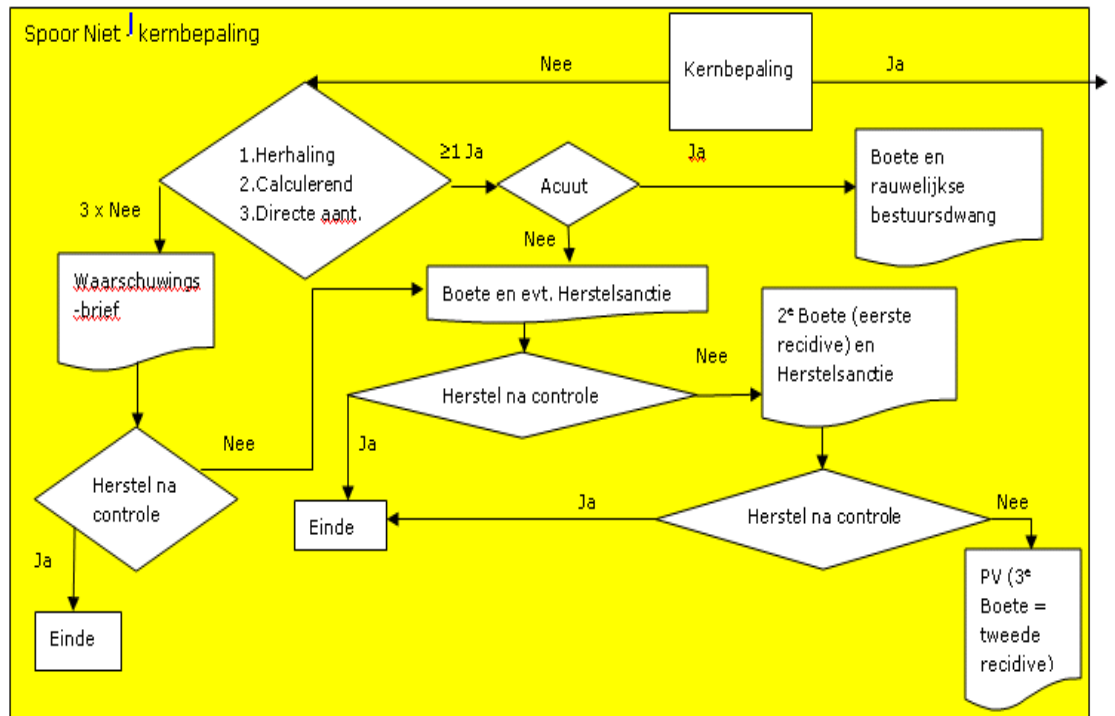 Spoor Niet - kernbepaling
Nee
Kernbepaling
Ja
1.Herhaling
2.Calculerend
3.Directe aant.
≥1 Ja
Acuut
Ja
Boete en
rauwelijkse
bestuursdwang
3 x Nee
Nee
Waarschuwings
-brief
Boete en evt. Herstelsanctie
2e Boete (eerste
recidive) en
Herstelsanctie
Nee
Herstel na controle
Nee
Ja
Herstel na
controle
Einde
Ja
Herstel na controle
Nee
Ja
Einde
PV (3e
Boete =
tweede
recidive)